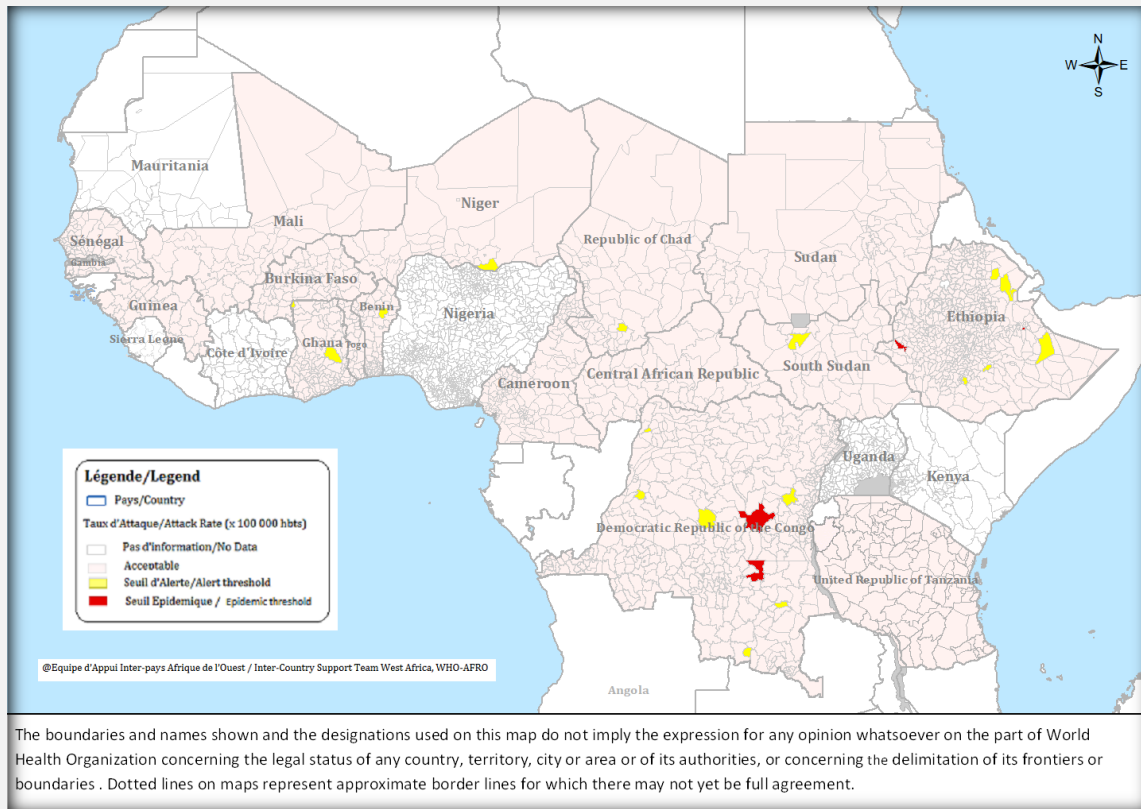 N
W E
S
Mauritania
Mali
Niger
Republic of Chad
Sudan
Sénégal
Gambia
Burkina Faso
Guinea
Benin
Nigeria
Ethiopia
Sierra Leone
Côte d'Ivoire
Ghana
Togo
Cameroon
Central African Republic
South Sudan
Uganda
Kenya
Democratic Republic of the Congo
United Republic of Tanzania
Angola
Légende/Legend
Pays/Country
Taux d'Attaque/Attack Rate (x 100 000 hbts)
Pas d'information/No Data
Acceptable
Seuil d'Alerte/Alert threshold
Seuil Epidemique / Epidemic threshold
@Equipe d'Appui Inter-pays Afrique de l'Ouest / Inter-Country Support Team West Africa, WHO-AFRO
The boundaries and names shown and the designations used on this map do not imply the expression for any opinion whatsoever on the part of World
Health Organization concerning the legal status of any country, territory, city or area or of its authorities, or concerning the delimitation of its frontiers or
boundaries . Dotted lines on maps represent approximate border lines for which there may not yet be full agreement.